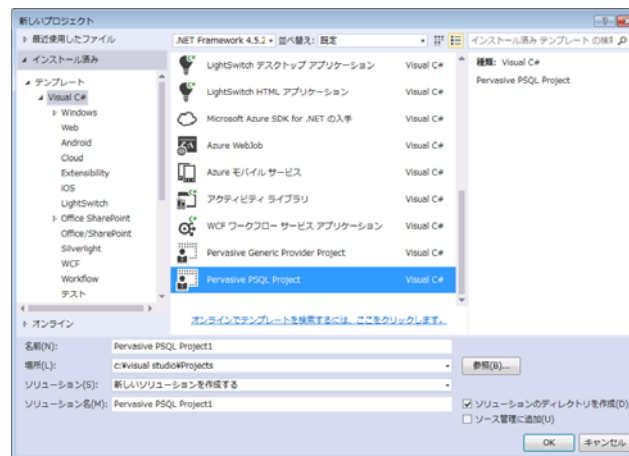 新しいプロジェクト
最近使用したファイル
.NET Framework 4.5.2 並べ替え: 既定
インストール済み テンプレート の検索
インストール済み
テンプレート
Visual C#
Windows
Web
Android
Cloud
Extensibility
iOS
LightSwitch
Office SharePoint
Office/SharePoint
Silverlight
WCF
Workflow
テスト
オンライン
LightSwitch デスクトップ アプリケーション Visual C#
LightSwitch HTML アプリケーション Visual C#
Microsoft Azure SDK for .NET の入手 Visual C#
Azure WebJob Visual C#
Azure モバイル サービス Visual C#
アクティビティ ライブラリ Visual C#
WCF ワークフロー サービス アプリケーション Visual C#
Pervasive Generic Provider Project Visual C#
Pervasive PSQL Project Visual C#
オンラインでテンプレートを検索するには、ここをクリックします。
種類: Visual C#
Pervasive PSQL Project
名前(N): Pervasive PSQL Project1
場所(L): c:¥visual studio¥Projects 参照(B)...
ソリューション(S): 新しいソリューションを作成する
ソリューション名(M): Pervasive PSQL Project1
ソリューションのディレクトリを作成(D)
ソース管理に追加(U)
OK キャンセル